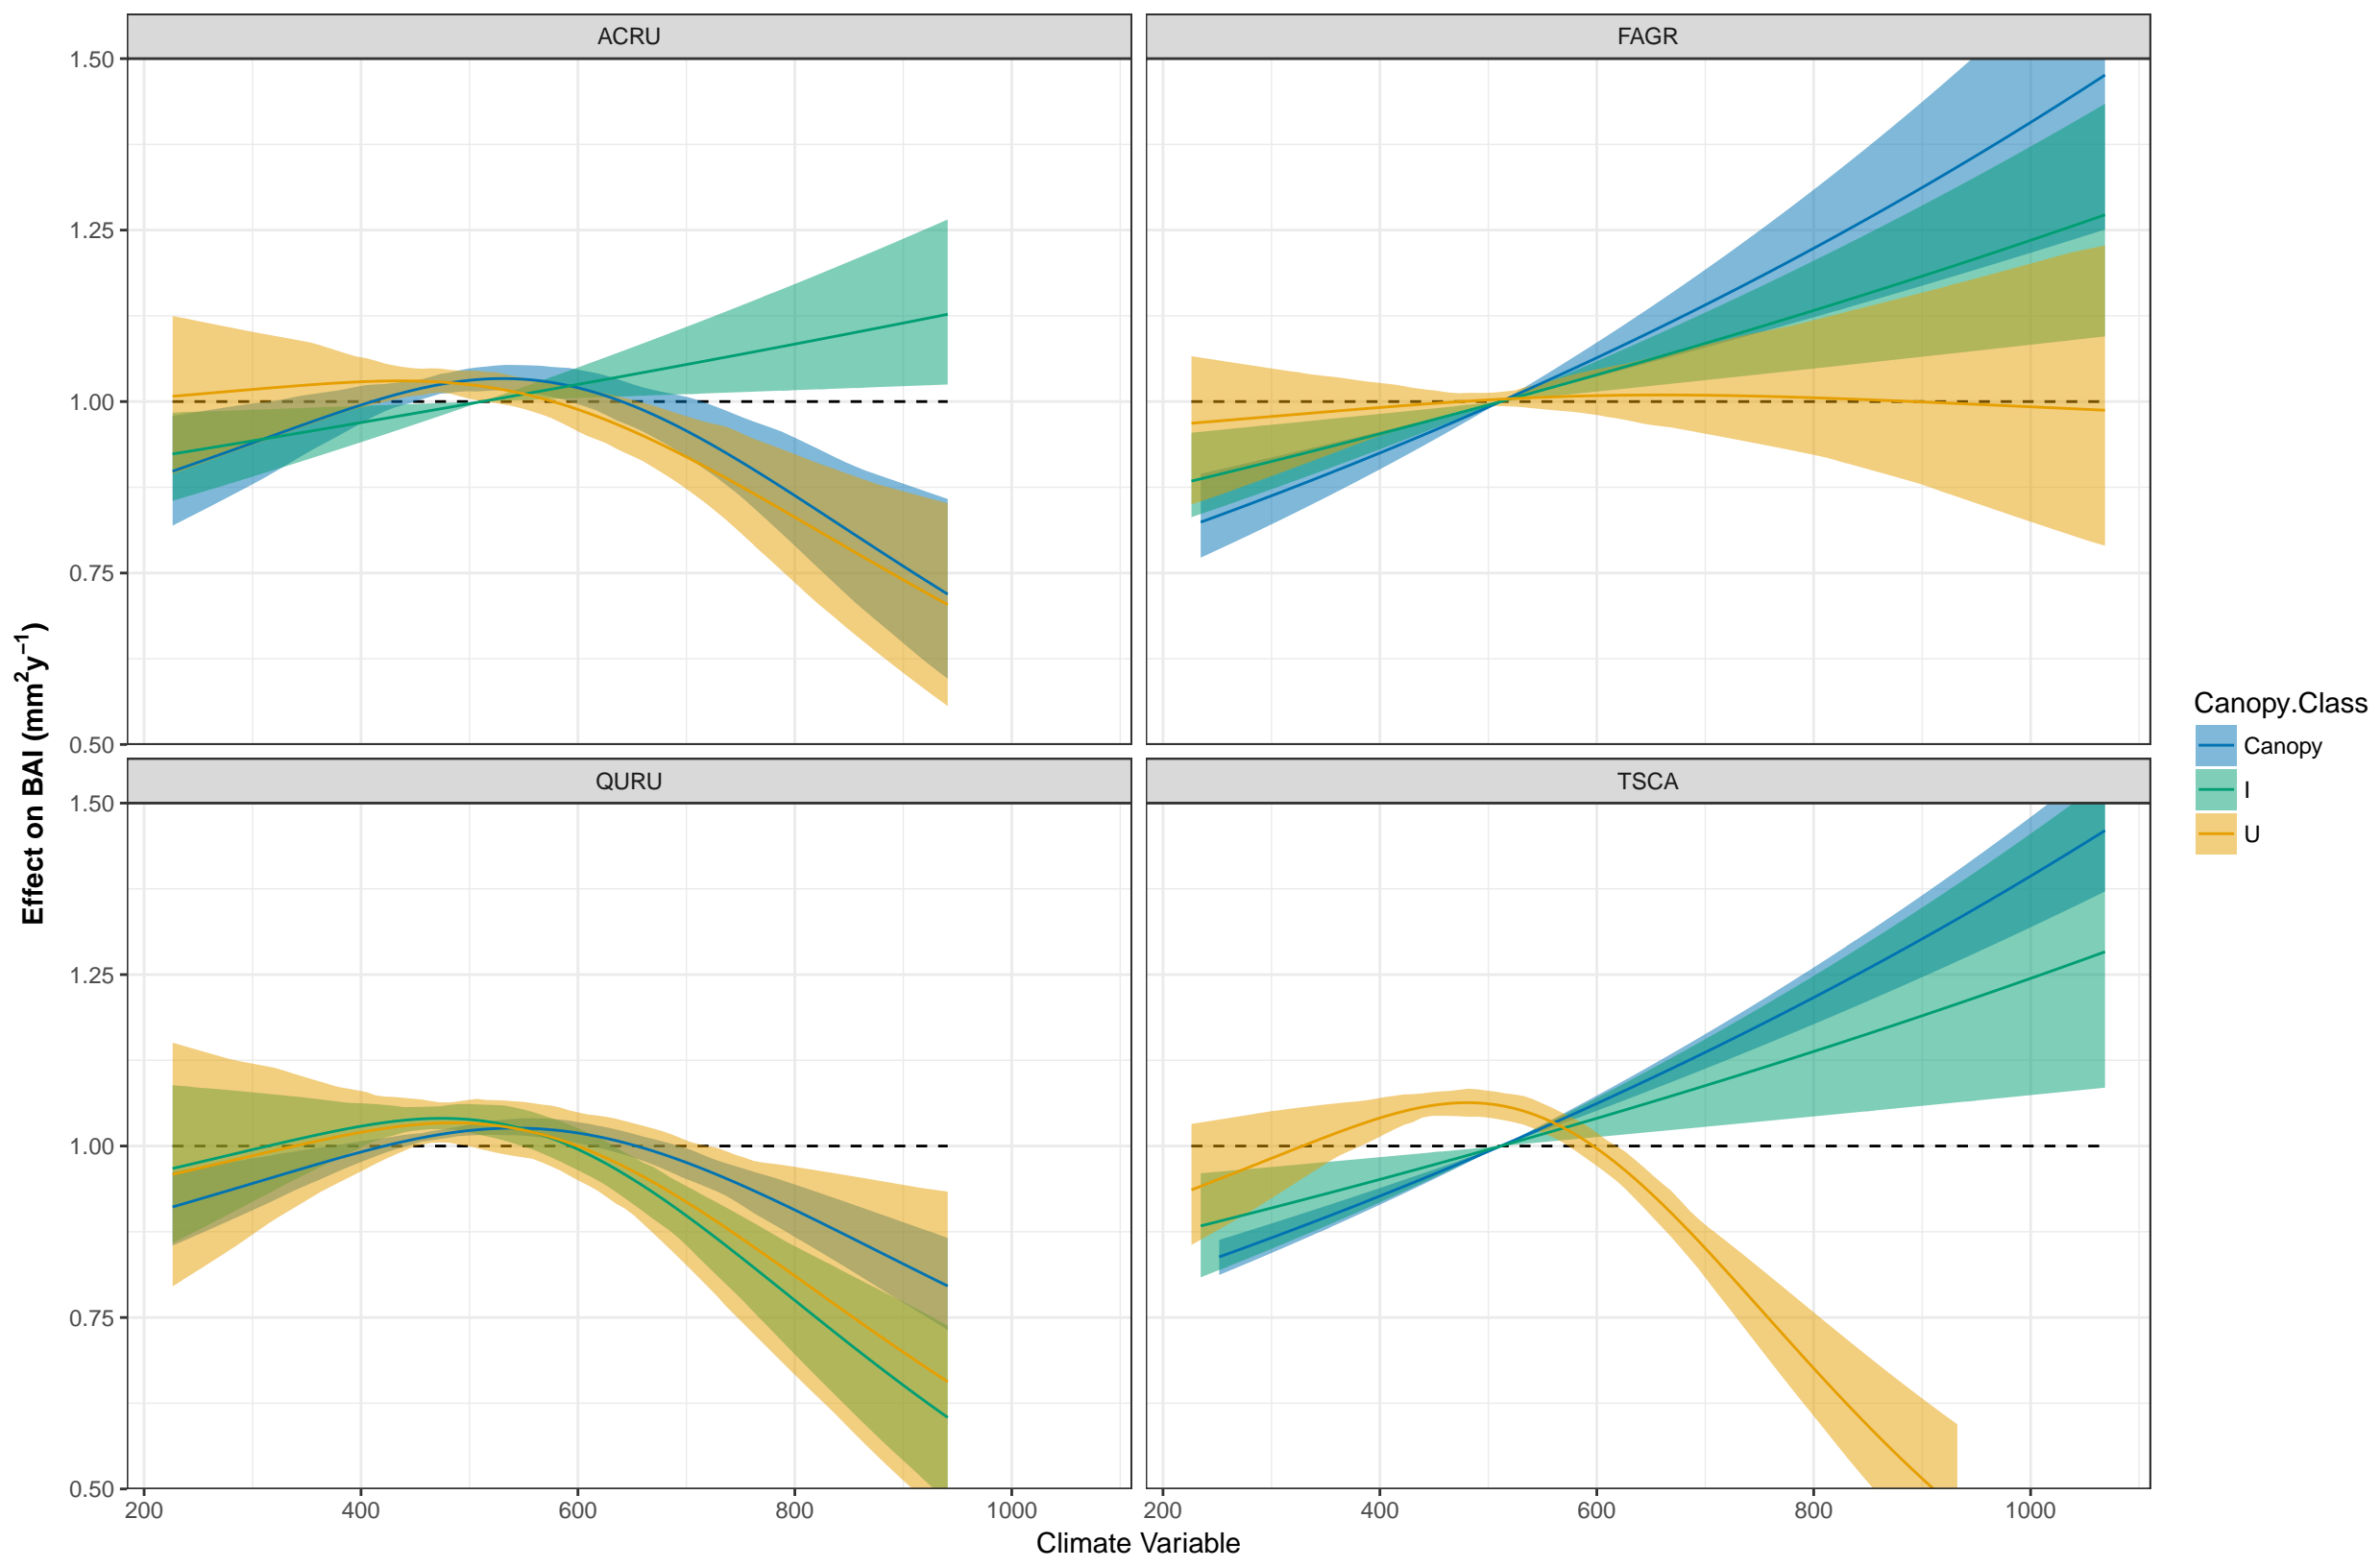 ACRU
FAGR
1.50
1.25
1.00
0.75
0.50
QURU
TSCA
1.50
1.25
1.00
0.75
0.50
200 400 600 800 1000
200 400 600 800 1000
Climate Variable
Effect on BAI (mm²y⁻¹)
Canopy.Class
Canopy
I
U